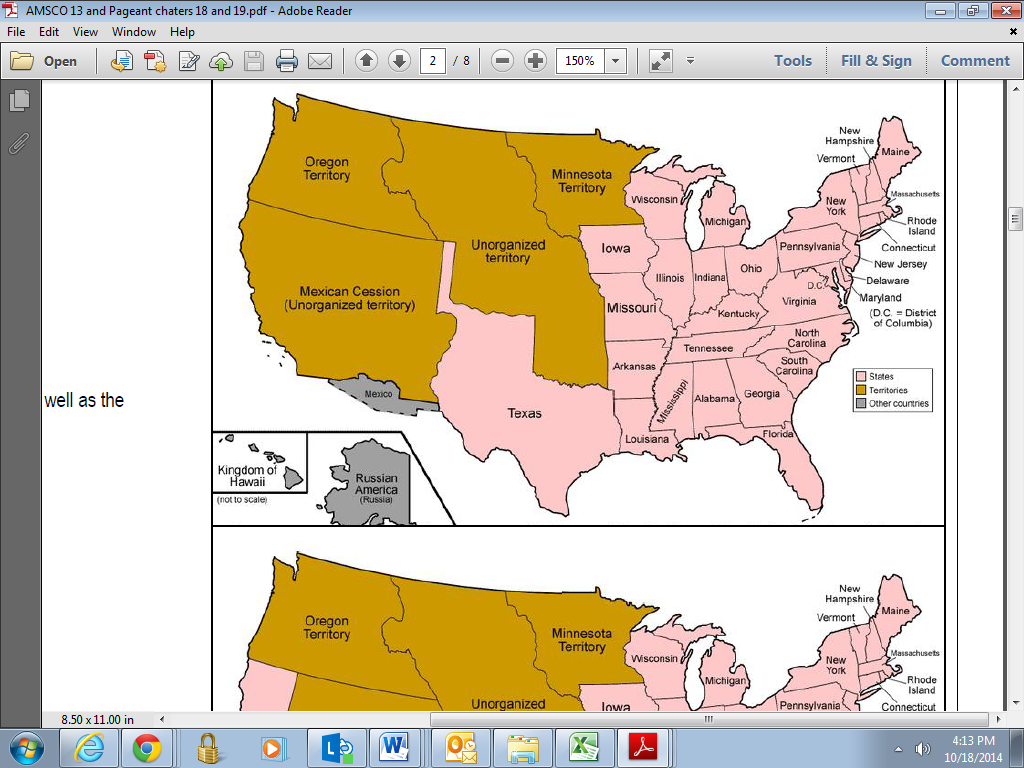 AMSCO 13 and Pageant chaters 18 and 19.pdf - Adobe Reader
File Edit View Window Help
Open 2 / 8 150% Tools Fill & Sign Comment
well as the
Oregon
Territory
Minnesota
Territory
Unorganized
territory
Mexican Cession
(Unorganized territory)
Mexico
Texas
Wisconsin
Iowa
Michigan
Illinois
Indiana
Ohio
Missouri
Kentucky
Tennessee
Arkansas
Mississippi
Alabama
Georgia
Louisiana
Florida
South
Carolina
North
Carolina
Virginia
D.C.
Pennsylvania
New
York
Vermont
New
Hampshire
Maine
Massachusets
Rhode
Island
Connecticut
New Jersey
Delaware
Maryland
(D.C. = District
of Columbia)
States
Territories
Other countries
Kingdom of
Hawaii
(not to scale)
Russian
America
(Russia)
Oregon
Territory
Minnesota
Territory
Unorganized
Wisconsin
Iowa
Michigan
Pennsylvania
New
York
Vermont
New
Hampshire
Maine
Massachusets
Rhode
Island
Connecticut
8.50 x 11.00 in
4:13 PM
10/18/2014